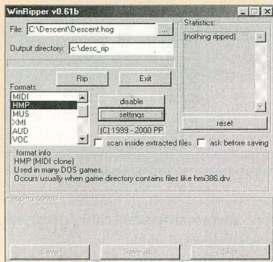 WinRipper v0.61b
File: C:\Descent\Descent.hog ...
Output directory: c:\desc_rip
Statistics:
(nothing ripped)
Rip
Exit
Formats:
MIDI
HMP
MUS
XMI
AUD
VOC
disable
settings
(C) 1999 - 2000 PP
reset
scan inside extracted files
ask before saving
format info
HMP (MIDI clone)
Used in many DOS games.
Occurs usually when game directory contains files like hmi386.drv.
ripping control
Save
Save as...
Skip